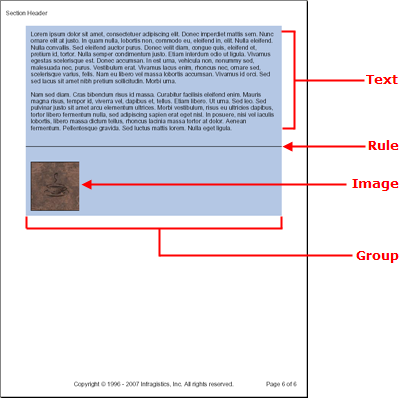 Section Header
Lorem ipsum dolor sit amet, consectetuer adipiscing elit. Donec imperdiet mattis sem. Nunc
ornare elit at justo. In quam nulla, lobortis non, commodo eu, eleifend in, elit. Nulla eleifend.
Nulla convallis. Sed eleifend auctor purus. Donec velit diam, congue quis, eleifend et,
pretium id, tortor. Nulla semper condimentum justo. Etiam interdum odio ut ligula. Vivamus
egestas scelerisque est. Donec accumsan. In est urna, vehicula non, nonummy sed,
malesuada nec, purus. Vestibulum erat. Vivamus lacus enim, rhoncus nec, ornare sed,
scelerisque varius, felis. Nam eu libero vel massa lobortis accumsan. Vivamus id orci. Sed
sed lacus sit amet nibh pretium sollicitudin. Morbi urna.
Nam sed diam. Cras bibendum risus id massa. Curabitur facilisis eleifend enim. Mauris
magna risus, tempor id, viverra vel, dapibus et, tellus. Etiam libero. Ut urna. Sed leo. Sed
pulvinar justo sit amet arcu elementum ultrices. Morbi vestibulum, risus eu ultricies dapibus,
tortor libero fermentum nulla, sed adipiscing sapien erat eget nisl. In posuere, nisi vel iaculis
lobortis, libero massa dictum tellus, rhoncus lacinia massa tortor at dolor. Aenean
fermentum. Pellentesque gravida. Sed luctus mattis lorem. Nulla eget ligula.
Text
Rule
Image
Group
Copyright © 1996 - 2007 Infragistics, Inc. All rights reserved. Page 6 of 6